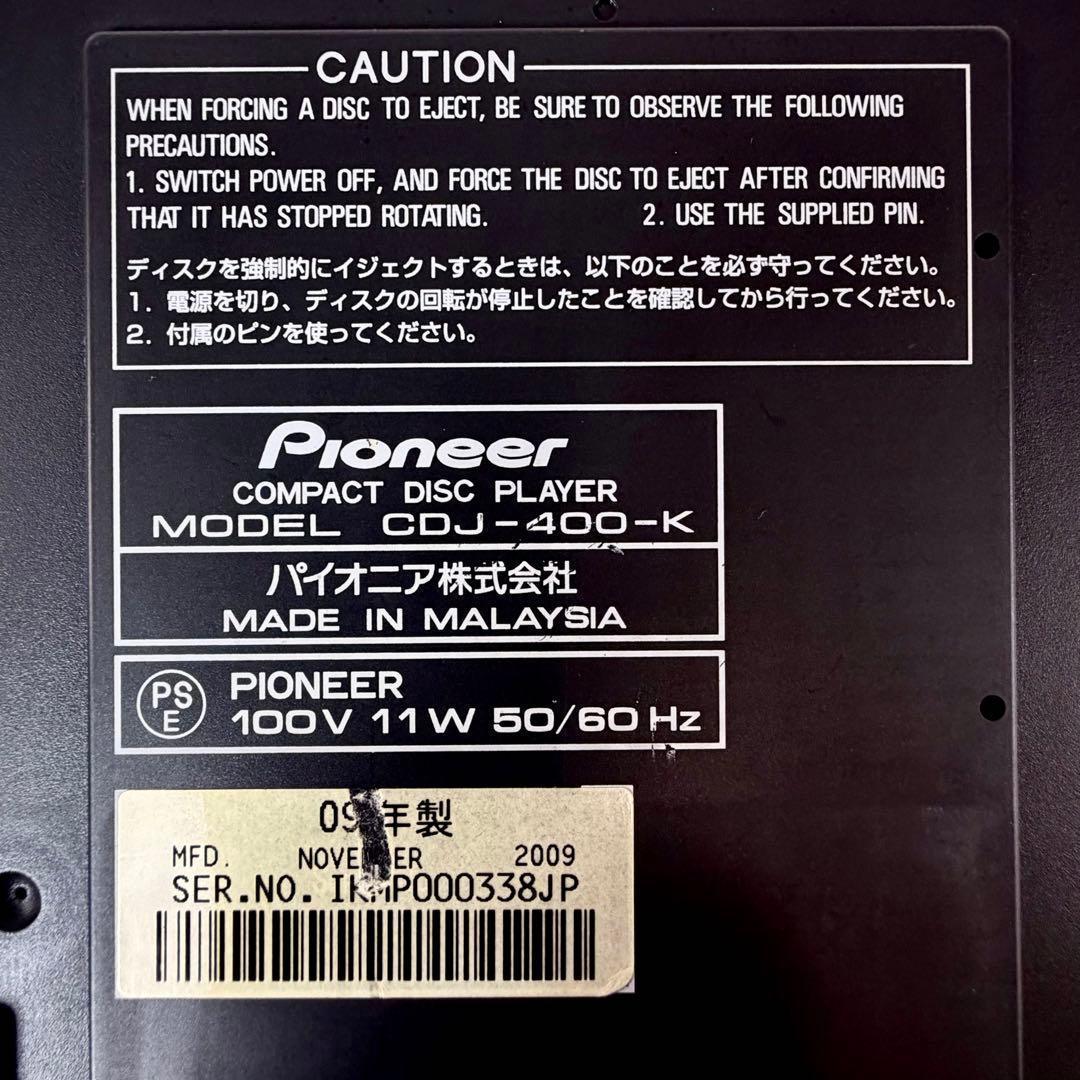 CAUTION
WHEN FORCING A DISC TO EJECT, BE SURE TO OBSERVE THE FOLLOWING
PRECAUTIONS.
1. SWITCH POWER OFF, AND FORCE THE DISC TO EJECT AFTER CONFIRMING
THAT IT HAS STOPPED ROTATING. 2. USE THE SUPPLIED PIN.
ディスクを強制的にイジェクトするときは、以下のことを必ず守ってください。
1. 電源を切り、ディスクの回転が停止したことを確認してから行ってください。
2. 付属のピンを使ってください。
Pioneer
COMPACT DISC PLAYER
MODEL CDJ-400-K
パイオニア株式会社
MADE IN MALAYSIA
PS E
PIONEER
100V 11W 50/60 Hz
09年製
MFD. NOVEMBER 2009
SER.NO. IKMP000338JP